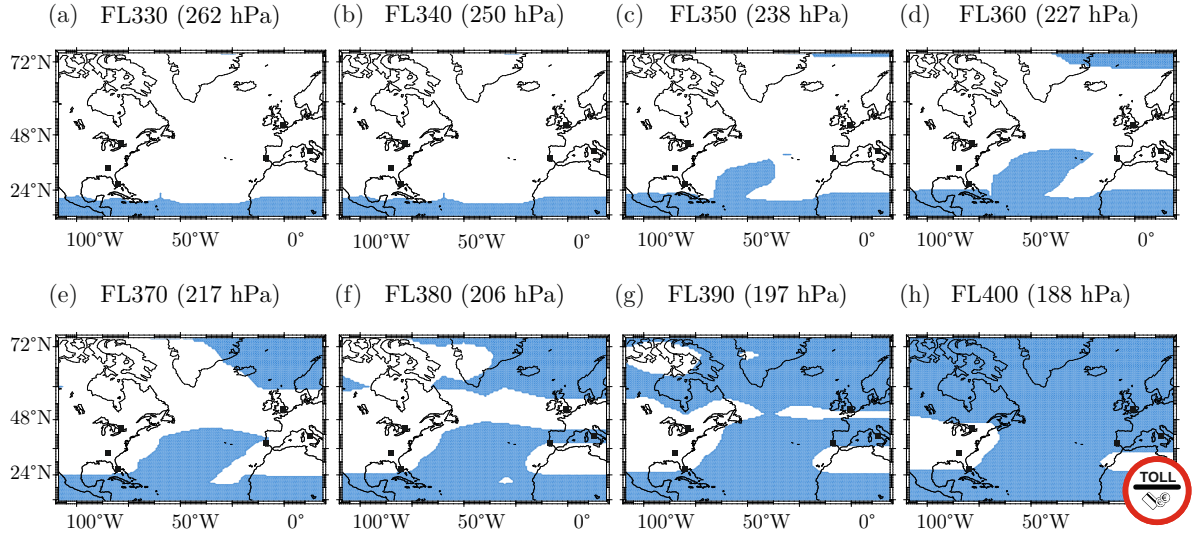 (a) FL330 (262 hPa) (b) FL340 (250 hPa) (c) FL350 (238 hPa) (d) FL360 (227 hPa)
72°N
48°N
24°N
100°W 50°W 0° 100°W 50°W 0° 100°W 50°W 0° 100°W 50°W 0°
(e) FL370 (217 hPa) (f) FL380 (206 hPa) (g) FL390 (197 hPa) (h) FL400 (188 hPa)
72°N
48°N
24°N
TOLL
100°W 50°W 0° 100°W 50°W 0° 100°W 50°W 0° 100°W 50°W 0°